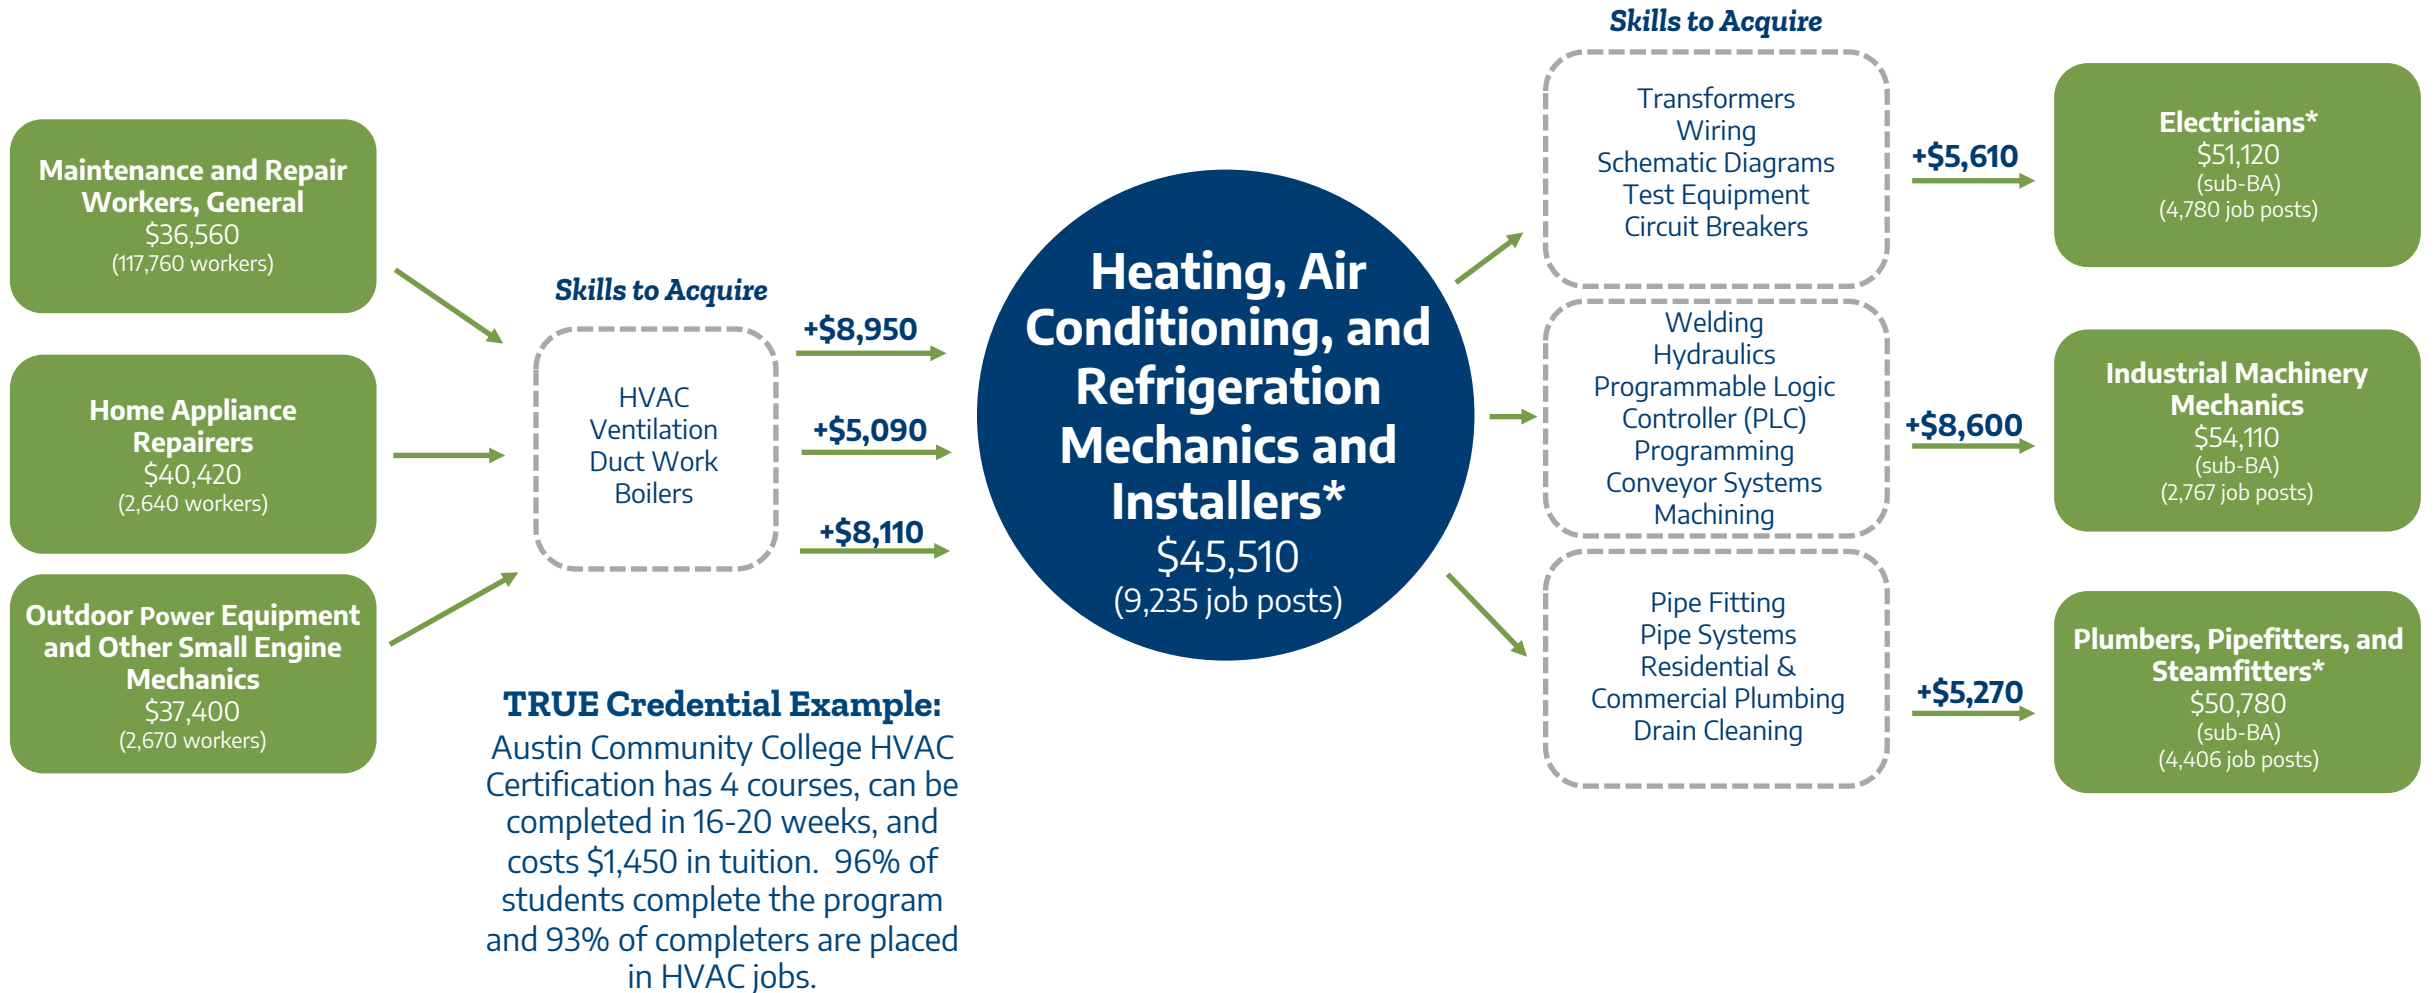 Maintenance and Repair
Workers, General
$36,560
(117,760 workers)
Home Appliance
Repairers
$40,420
(2,640 workers)
Outdoor Power Equipment
and Other Small Engine
Mechanics
$37,400
(2,670 workers)
Skills to Acquire
HVAC
Ventilation
Duct Work
Boilers
+$8,950
+$5,090
+$8,110
TRUE Credential Example:
Austin Community College HVAC
Certification has 4 courses, can be
completed in 16-20 weeks, and
costs $1,450 in tuition.  96% of
students complete the program
and 93% of completers are placed
in HVAC jobs.
Heating, Air
Conditioning, and
Refrigeration
Mechanics and
Installers*
$45,510
(9,235 job posts)
Skills to Acquire
Transformers
Wiring
Schematic Diagrams
Test Equipment
Circuit Breakers
+$5,610
Electricians*
$51,120
(sub-BA)
(4,780 job posts)
Welding
Hydraulics
Programmable Logic
Controller (PLC)
Programming
Conveyor Systems
Machining
+$8,600
Industrial Machinery
Mechanics
$54,110
(sub-BA)
(2,767 job posts)
Pipe Fitting
Pipe Systems
Residential &
Commercial Plumbing
Drain Cleaning
+$5,270
Plumbers, Pipefitters, and
Steamfitters*
$50,780
(sub-BA)
(4,406 job posts)